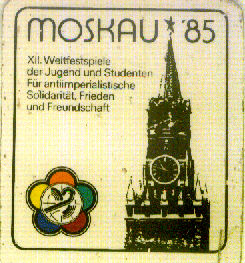 MOSKAU '85
XII. Weltfestspiele
der Jugend und Studenten
Für antiimperialistische
Solidarität, Frieden
und Freundschaft